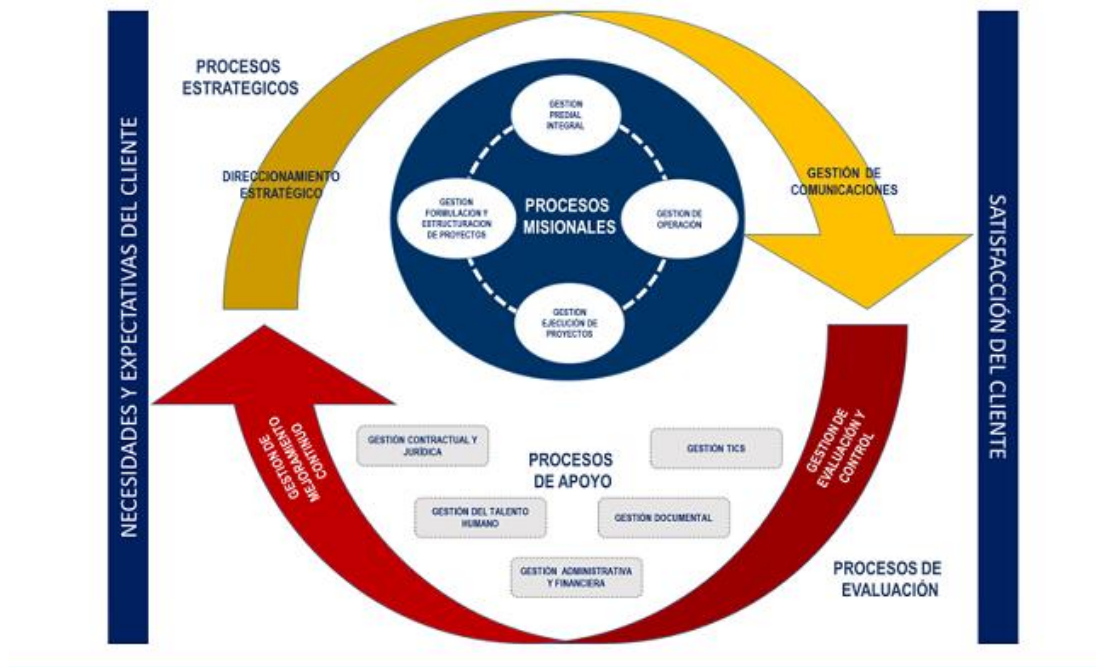 NECESIDADES Y EXPECTATIVAS DEL CLIENTE
PROCESOS
ESTRATEGICOS
DIRECCIONAMIENTO
ESTRATÉGICO
GESTIÓN DE
COMUNICACIONES
GESTION
PREDIAL
INTEGRAL
GESTION
FORMULACION Y
ESTRUCTURACION
DE PROYECTOS
PROCESOS
MISIONALES
GESTION DE
OPERACIÓN
GESTION
EJECUCIÓN DE
PROYECTOS
GESTION DE
MEJORAMIENTO
CONTINUO
GESTIÓN CONTRACTUAL Y
JURÍDICA
PROCESOS
DE APOYO
GESTIÓN TICS
GESTIÓN DEL TALENTO
HUMANO
GESTIÓN DOCUMENTAL
GESTIÓN ADMINISTRATIVA
Y FINANCIERA
GESTION DE
EVALUACIÓN Y
CONTROL
PROCESOS DE
EVALUACIÓN
SATISFACCIÓN DEL CLIENTE